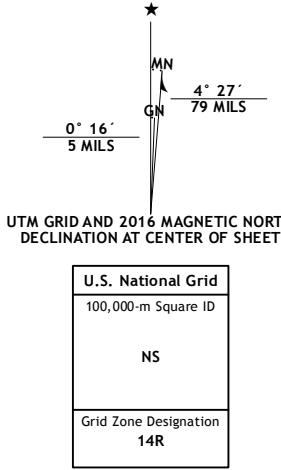 MN
4° 27´
79 MILS
GN
0° 16´
5 MILS
UTM GRID AND 2016 MAGNETIC NORT
DECLINATION AT CENTER OF SHEET
U.S. National Grid
100,000-m Square ID
NS
Grid Zone Designation
14R